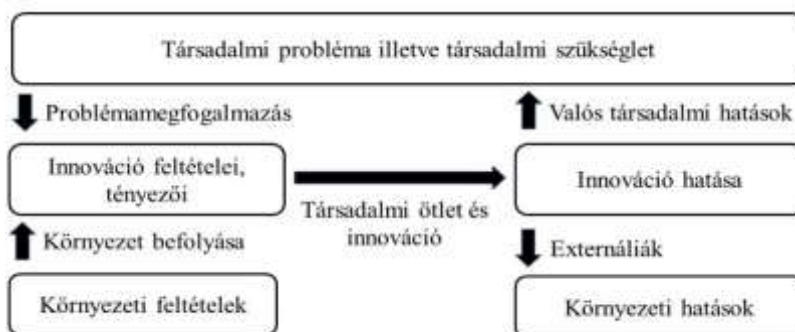 Társadalmi probléma illetve társadalmi szükséglet
Problémamegfogalmazás
Valós társadalmi hatások
Innováció feltételei,
tényezői
Társadalmi ötlet és
innováció
Innováció hatása
Környezet befolyása
Externáliák
Környezeti feltételek
Környezeti hatások